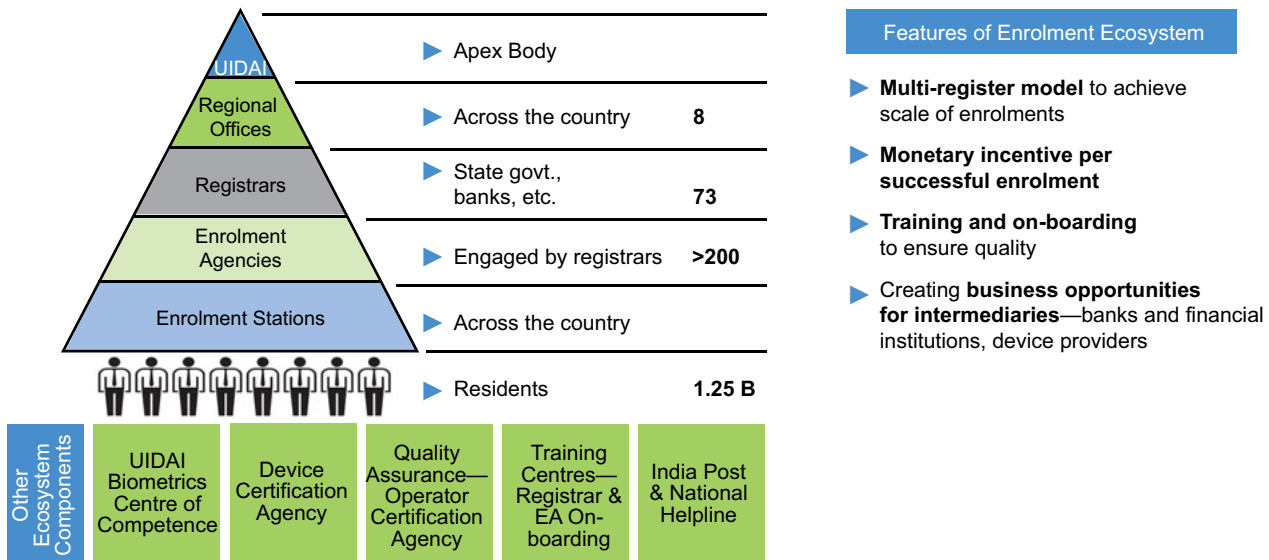 UIDAI
Apex Body
Regional
Offices
Across the country 8
Registrars
State govt.,
banks, etc. 73
Enrolment
Agencies
Engaged by registrars >200
Enrolment Stations
Across the country
Residents 1.25 B
Other
Ecosystem
Components
UIDAI
Biometrics
Centre of
Competence
Device
Certification
Agency
Quality
Assurance—
Operator
Certification
Agency
Training
Centres—
Registrar &
EA On-
boarding
India Post
& National
Helpline
Features of Enrolment Ecosystem
Multi-register model to achieve
scale of enrolments
Monetary incentive per
successful enrolment
Training and on-boarding
to ensure quality
Creating business opportunities
for intermediaries—banks and financial
institutions, device providers